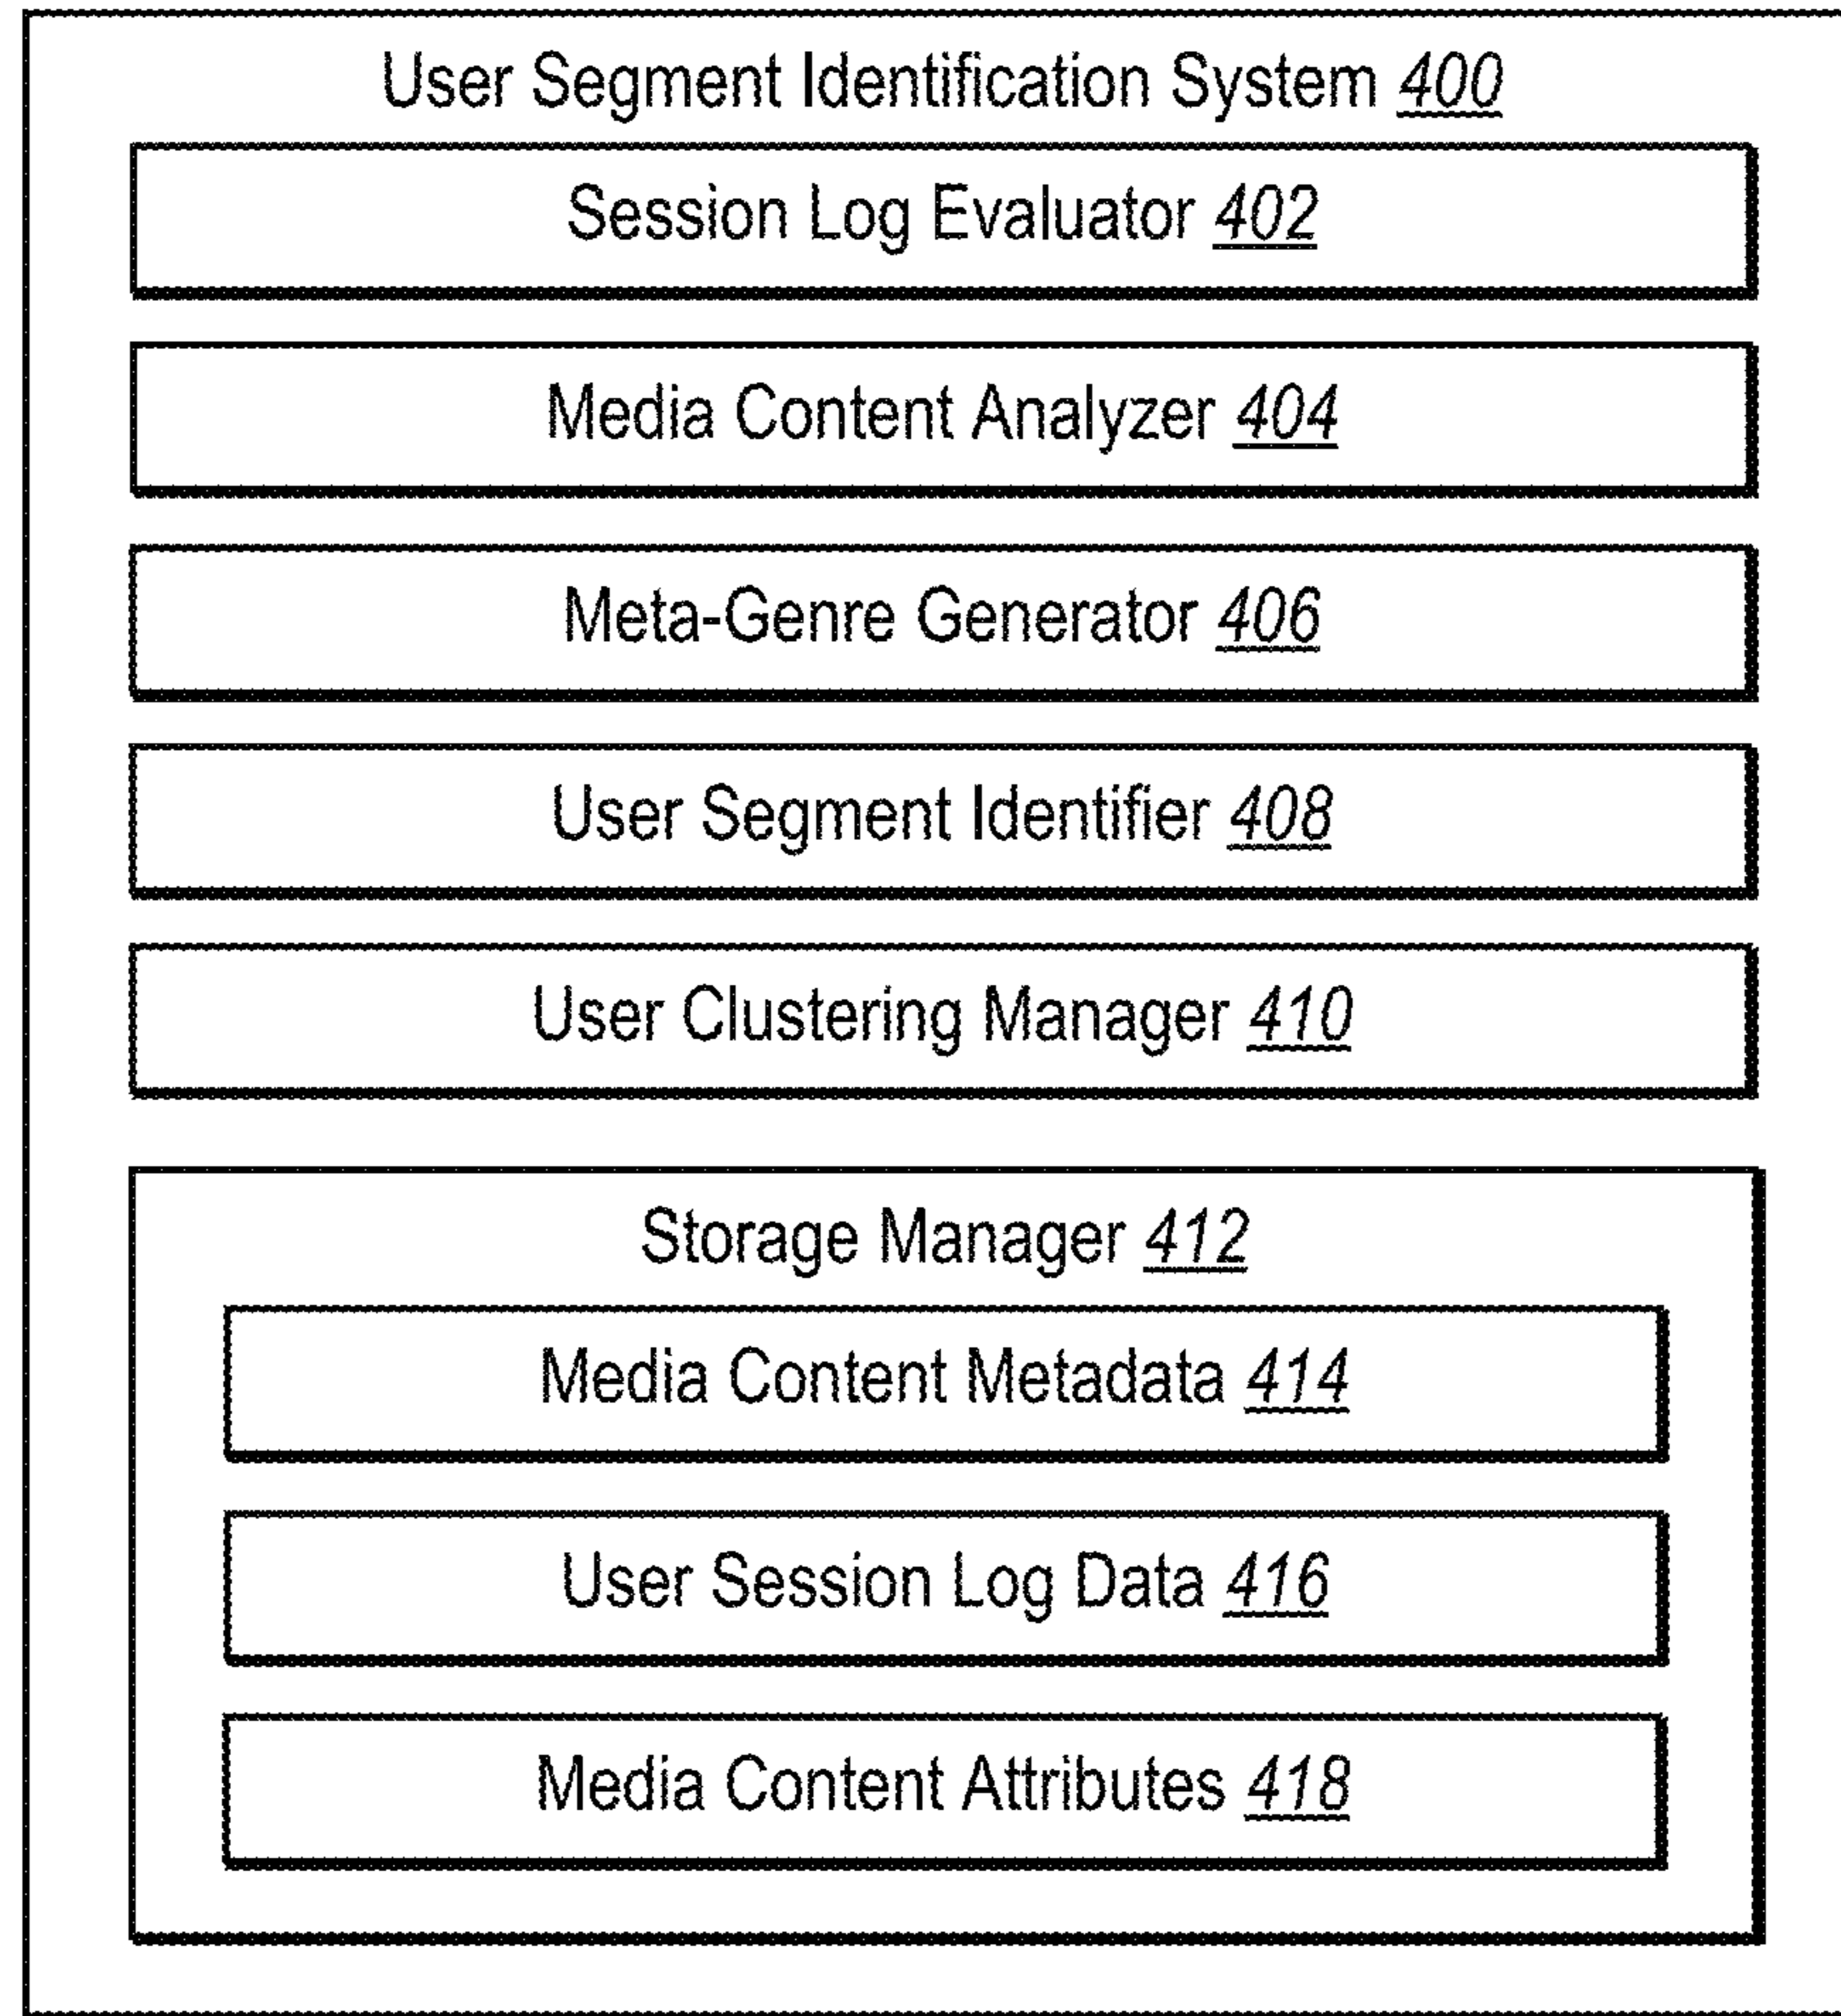 User Segment Identification System 400
Session Log Evaluator 402
Media Content Analyzer 404
Meta-Genre Generator 406
User Segment Identifier 408
User Clustering Manager 410
Storage Manager 412
Media Content Metadata 414
User Session Log Data 416
Media Content Attributes 418